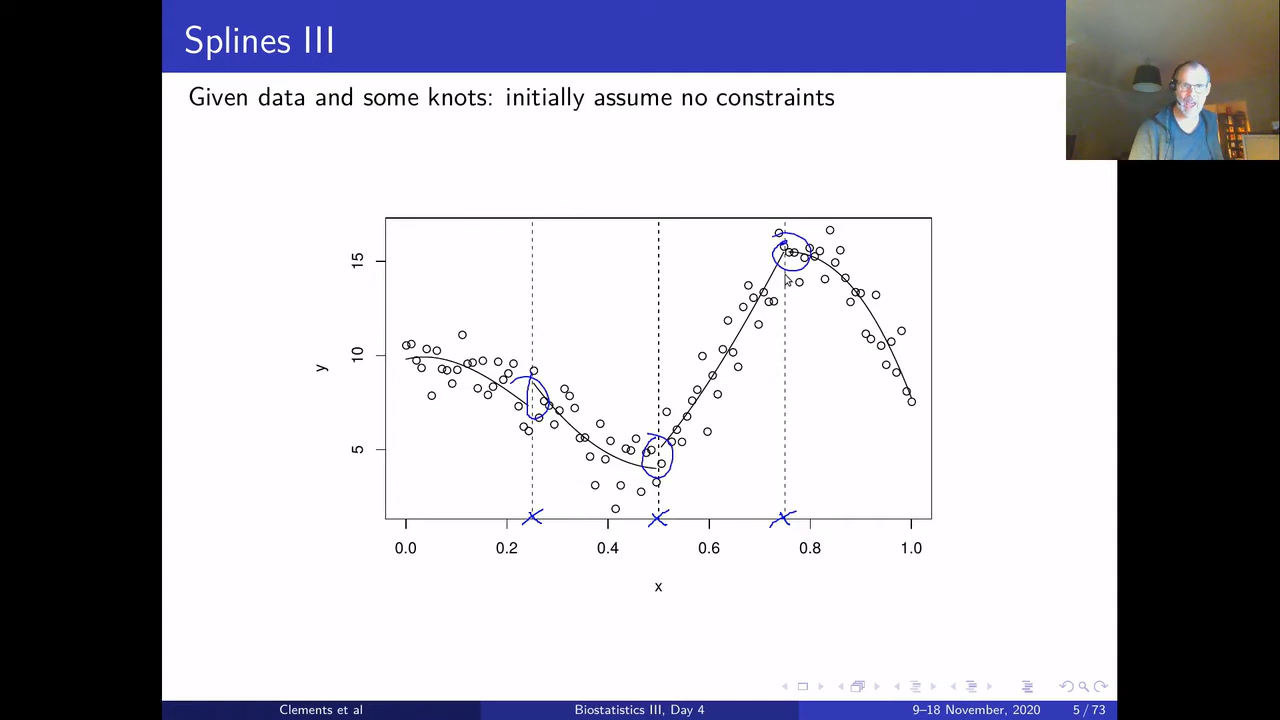 Splines III
Given data and some knots: initially assume no constraints
15
10
5
y
0.0 0.2 0.4 0.6 0.8 1.0
x
Clements et al Biostatistics III, Day 4 9–18 November, 2020 5 / 73